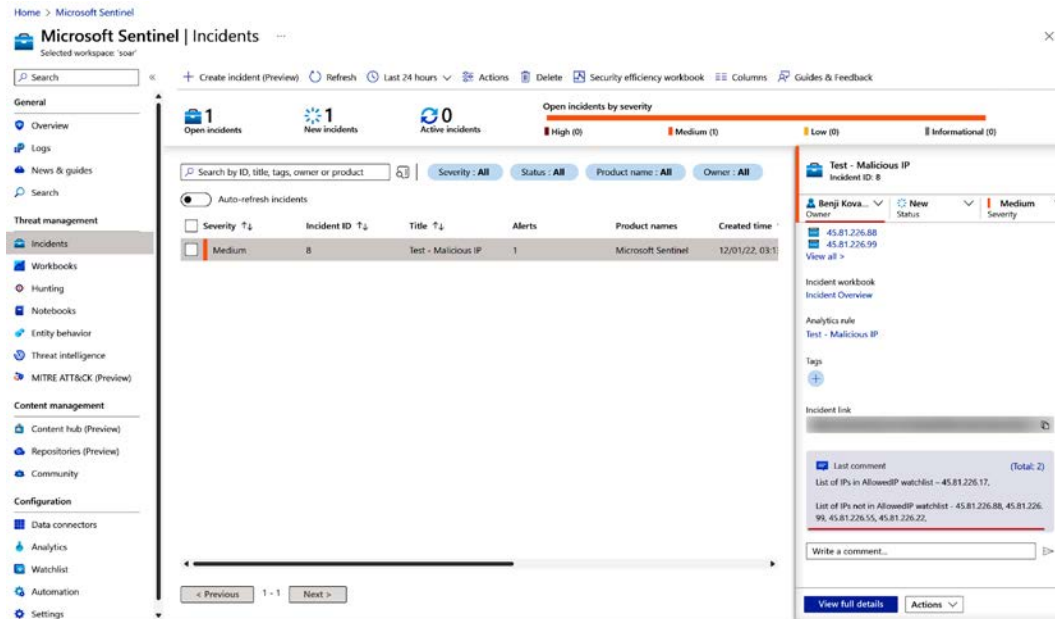 Home > Microsoft Sentinel
Microsoft Sentinel | Incidents ...
Selected workspace: 'soar'
Search
General
Overview
Logs
News & guides
Search
Threat management
Incidents
Workbooks
Hunting
Notebooks
Entity behavior
Threat intelligence
MITRE ATT&CK (Preview)
Content management
Content hub (Preview)
Repositories (Preview)
Community
Configuration
Data connectors
Analytics
Watchlist
Automation
Settings
+ Create incident (Preview) Refresh Last 24 hours Actions Delete Security efficiency workbook Columns Guides & Feedback
1 1 0
Open incidents New incidents Active incidents
Open incidents by severity
High (0) Medium (1) Low (0) Informational (0)
Search by ID, title, tags, owner or product Severity : All Status : All Product name : All Owner : All
Auto-refresh incidents
Severity Incident ID Title Alerts Product names Created time
Medium 8 Test - Malicious IP 1 Microsoft Sentinel 12/01/22, 03:1
< Previous 1 - 1 Next >
Test - Malicious IP
Incident ID: 8
Benji Kova... New Medium
Owner Status Severity
45.81.226.88
45.81.226.99
View all >
Incident workbook
Incident Overview
Analytics rule
Test - Malicious IP
Tags
+
Incident link
Last comment (Total: 2)
List of IPs in AllowedIP watchlist – 45.81.226.17,
List of IPs not in AllowedIP watchlist - 45.81.226.88, 45.81.226.
99, 45.81.226.55, 45.81.226.22,
Write a comment...
View full details Actions